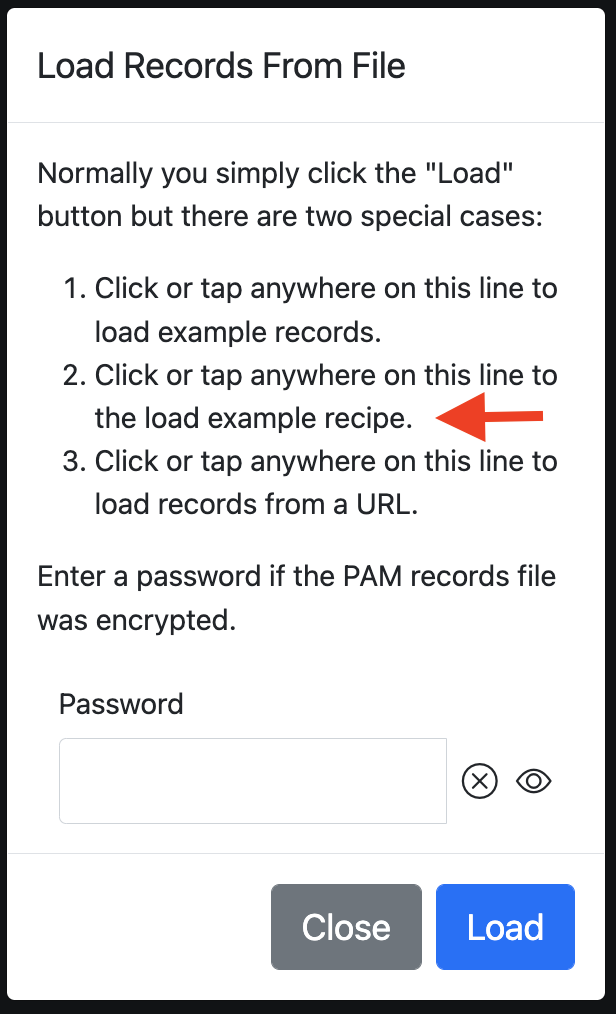 Load Records From File
Normally you simply click the "Load"
button but there are two special cases:
1. Click or tap anywhere on this line to
load example records.
2. Click or tap anywhere on this line to
the load example recipe.
3. Click or tap anywhere on this line to
load records from a URL.
Enter a password if the PAM records file
was encrypted.
Password
Close
Load